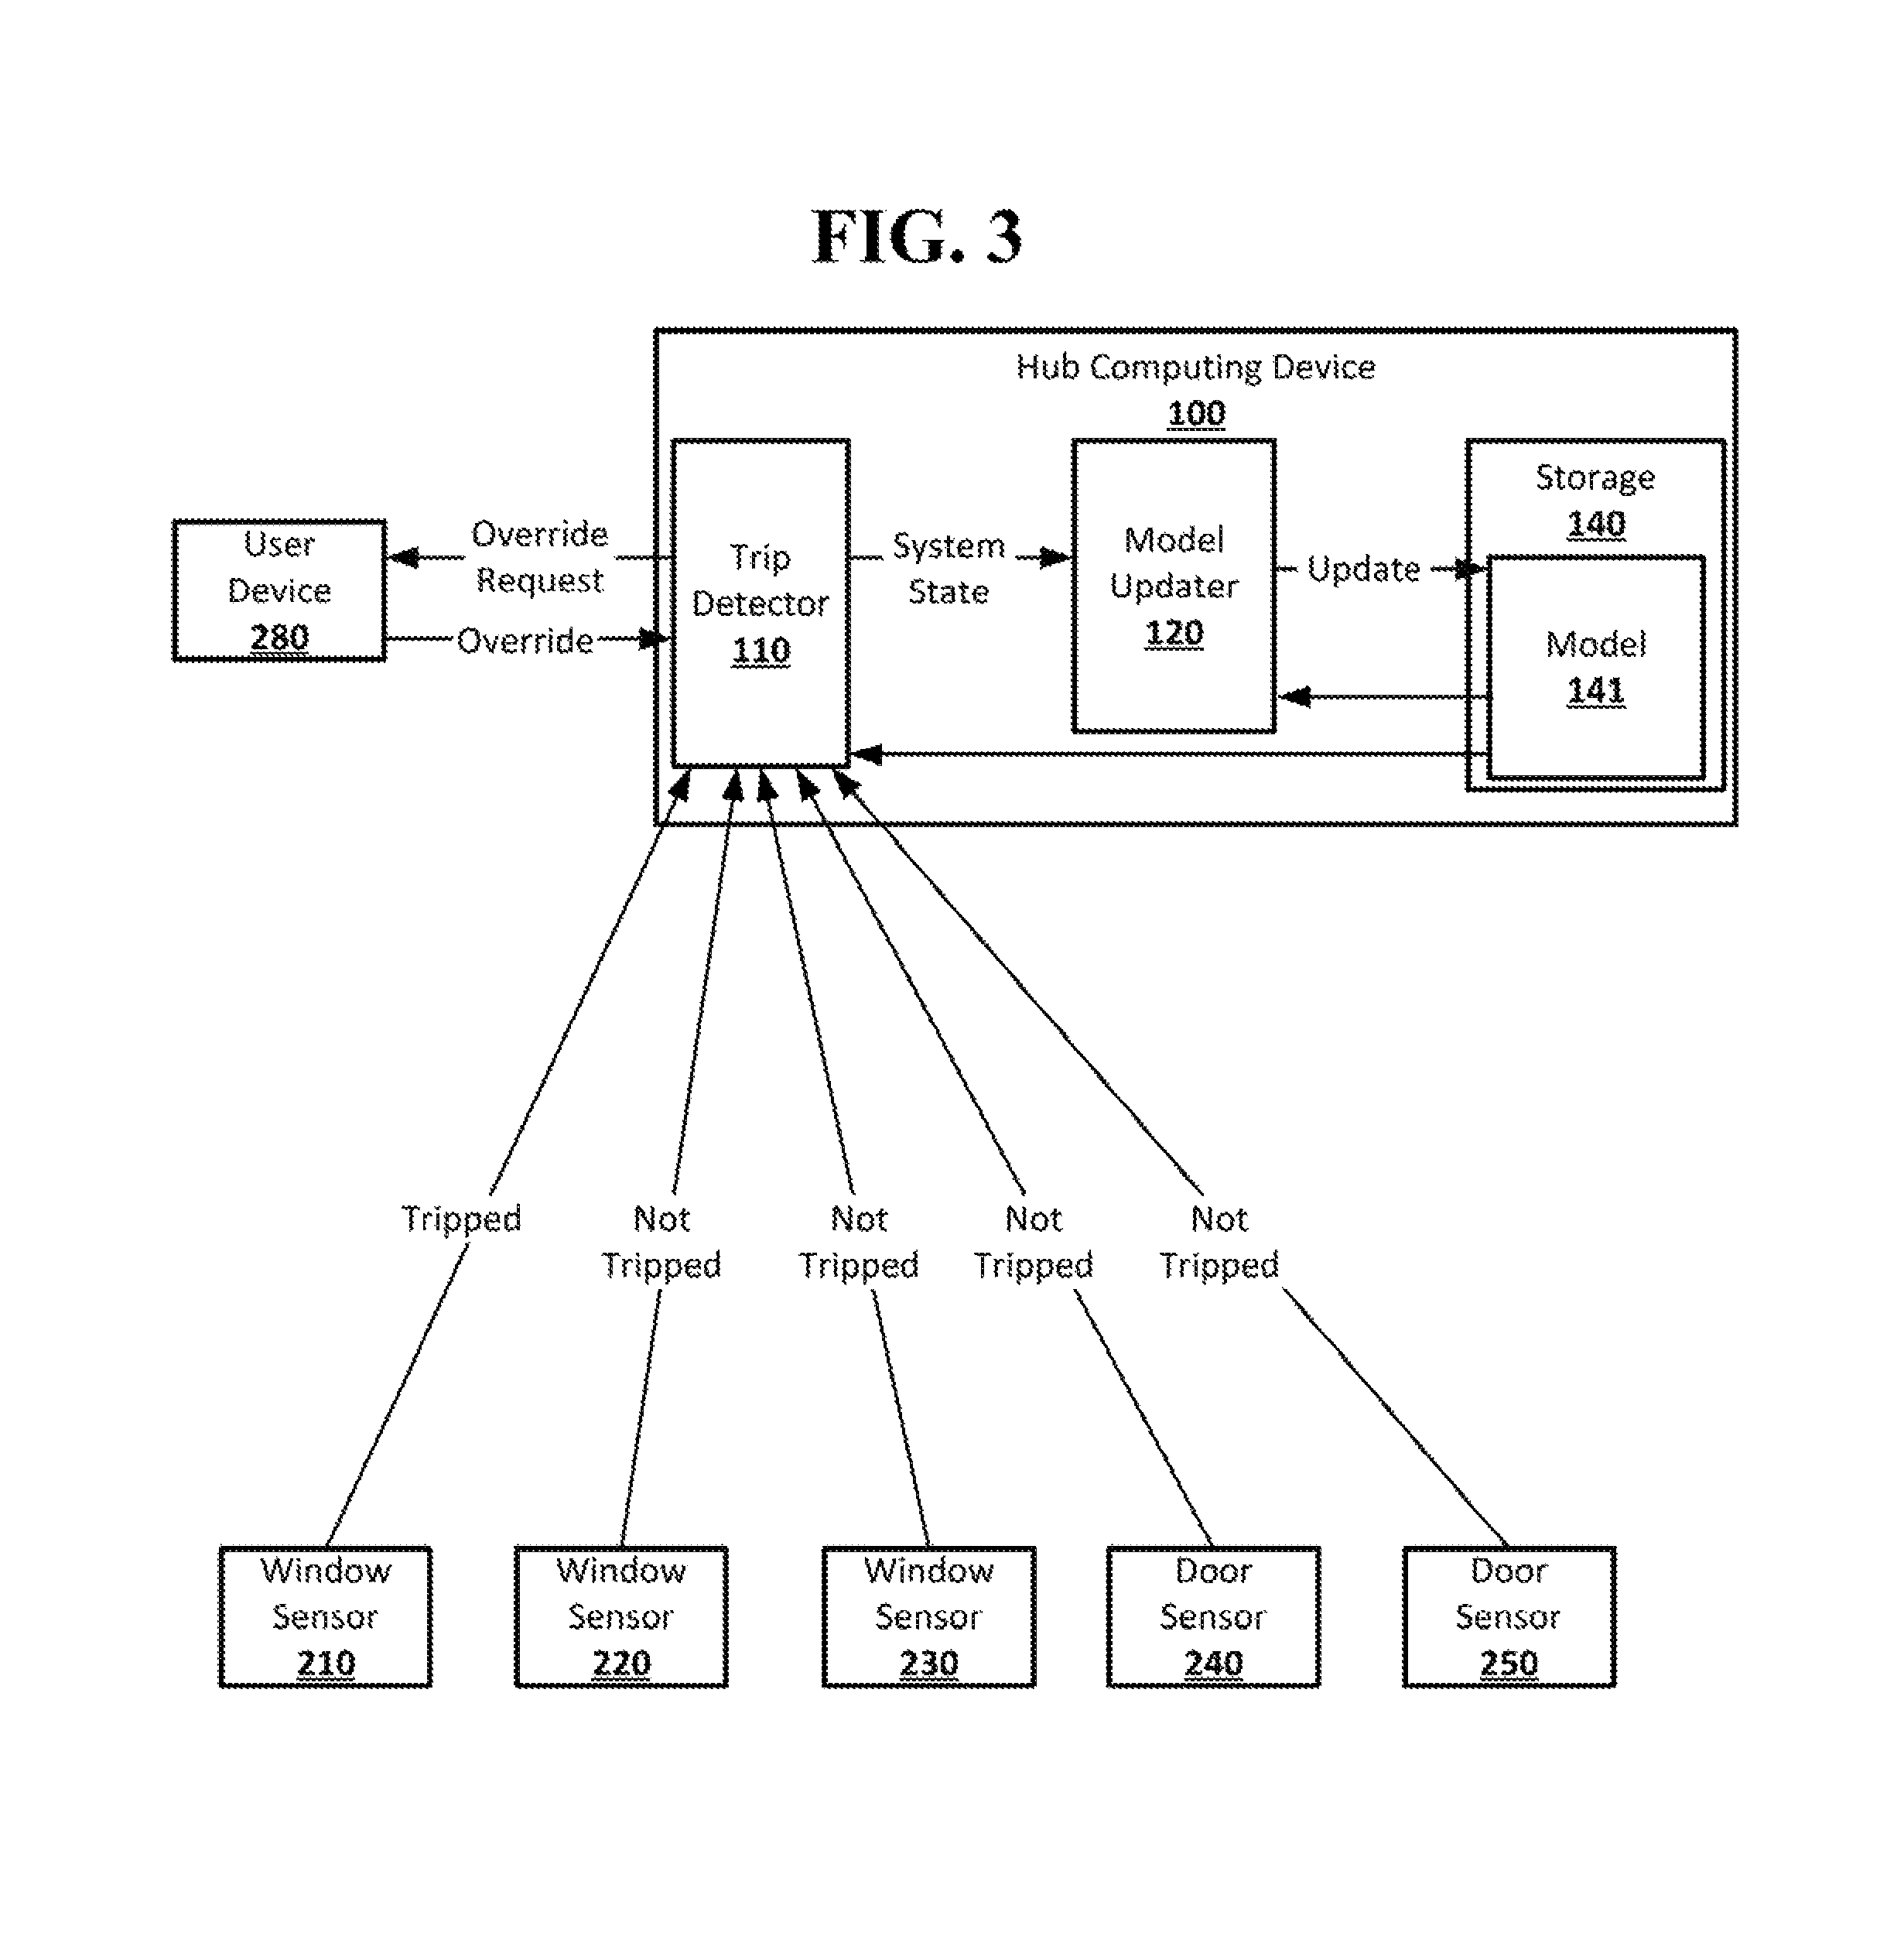 FIG. 3
Hub Computing Device
100
Storage
140
User
Device
280
Override
Request
Override
Trip
Detector
110
System
State
Model
Updater
120
Update
Model
141
Tripped
Not
Tripped
Not
Tripped
Not
Tripped
Not
Tripped
Window
Sensor
210
Window
Sensor
220
Window
Sensor
230
Door
Sensor
240
Door
Sensor
250